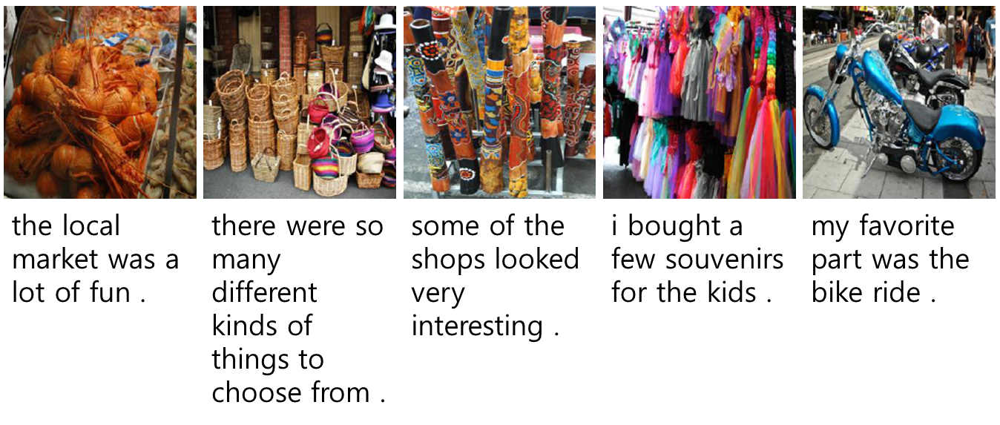 the local
market was a
lot of fun .
there were so
many
different
kinds of
things to
choose from .
some of the
shops looked
very
interesting .
i bought a
few souvenirs
for the kids .
my favorite
part was the
bike ride .